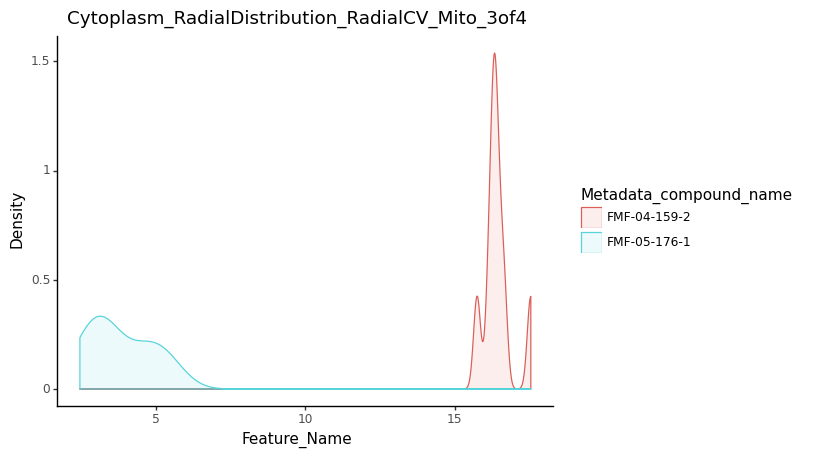 Cytoplasm_RadialDistribution_RadialCV_Mito_3of4
1.5
1
0.5
0
Density
5
10
15
Feature_Name
Metadata_compound_name
FMF-04-159-2
FMF-05-176-1